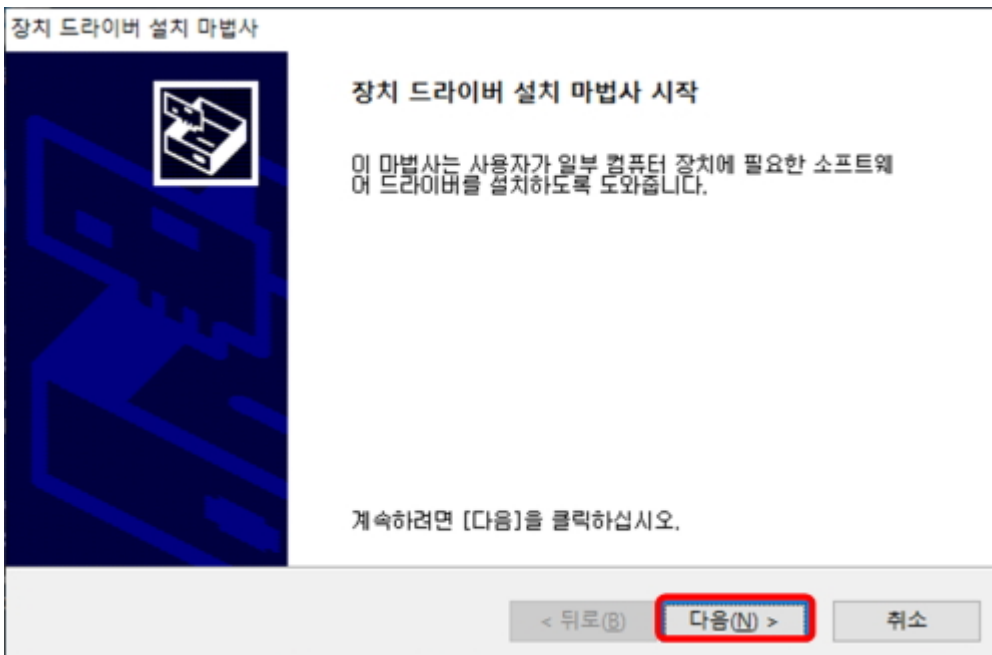 장치 드라이버 설치 마법사
장치 드라이버 설치 마법사 시작
이 마법사는 사용자가 일부 컴퓨터 장치에 필요한 소프트웨
어 드라이버를 설치하도록 도와줍니다.
계속하려면 [다음]을 클릭하십시오.
< 뒤로(B)
다음(N) >
취소